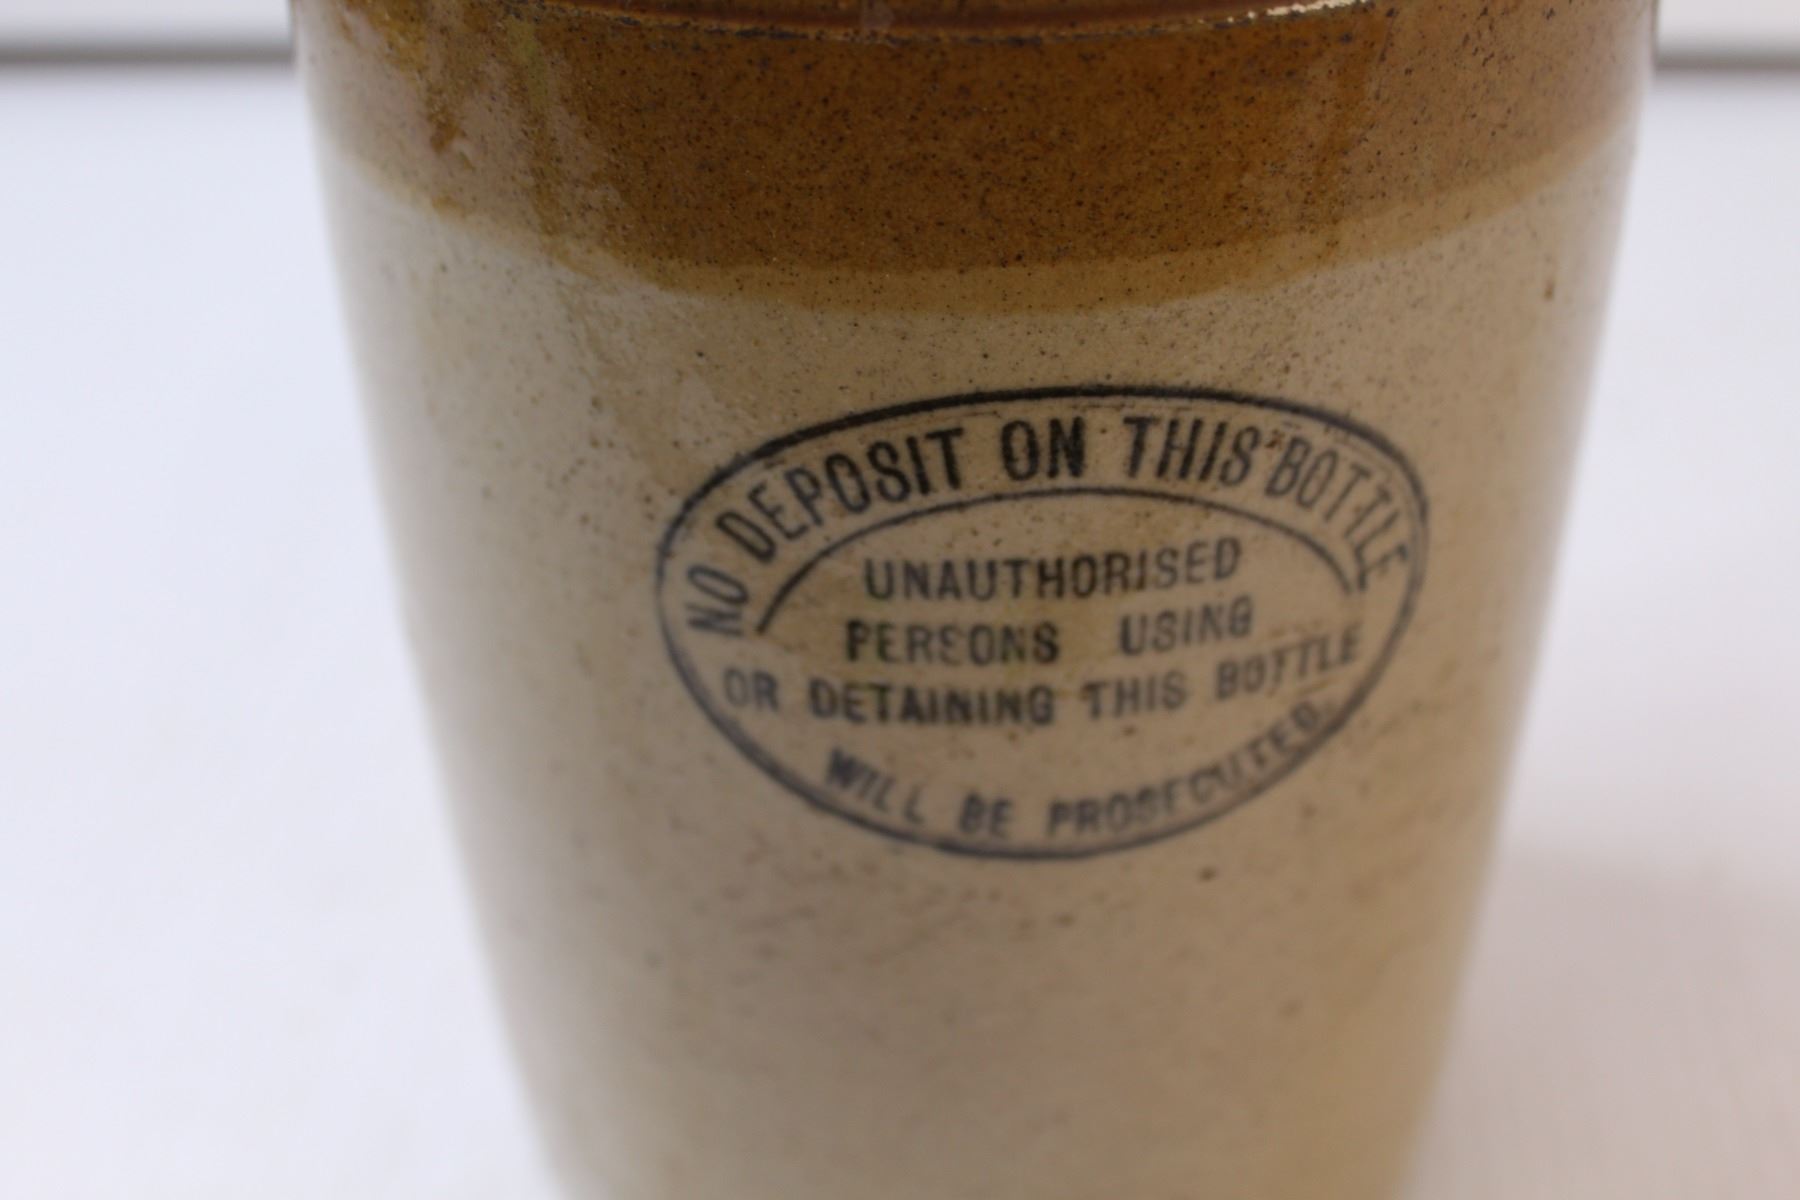 NO DEPOSIT ON THIS BOTTLE
UNAUTHORISED
PERSONS USING
OR DETAINING THIS BOTTLE
WILL BE PROSECUTED.